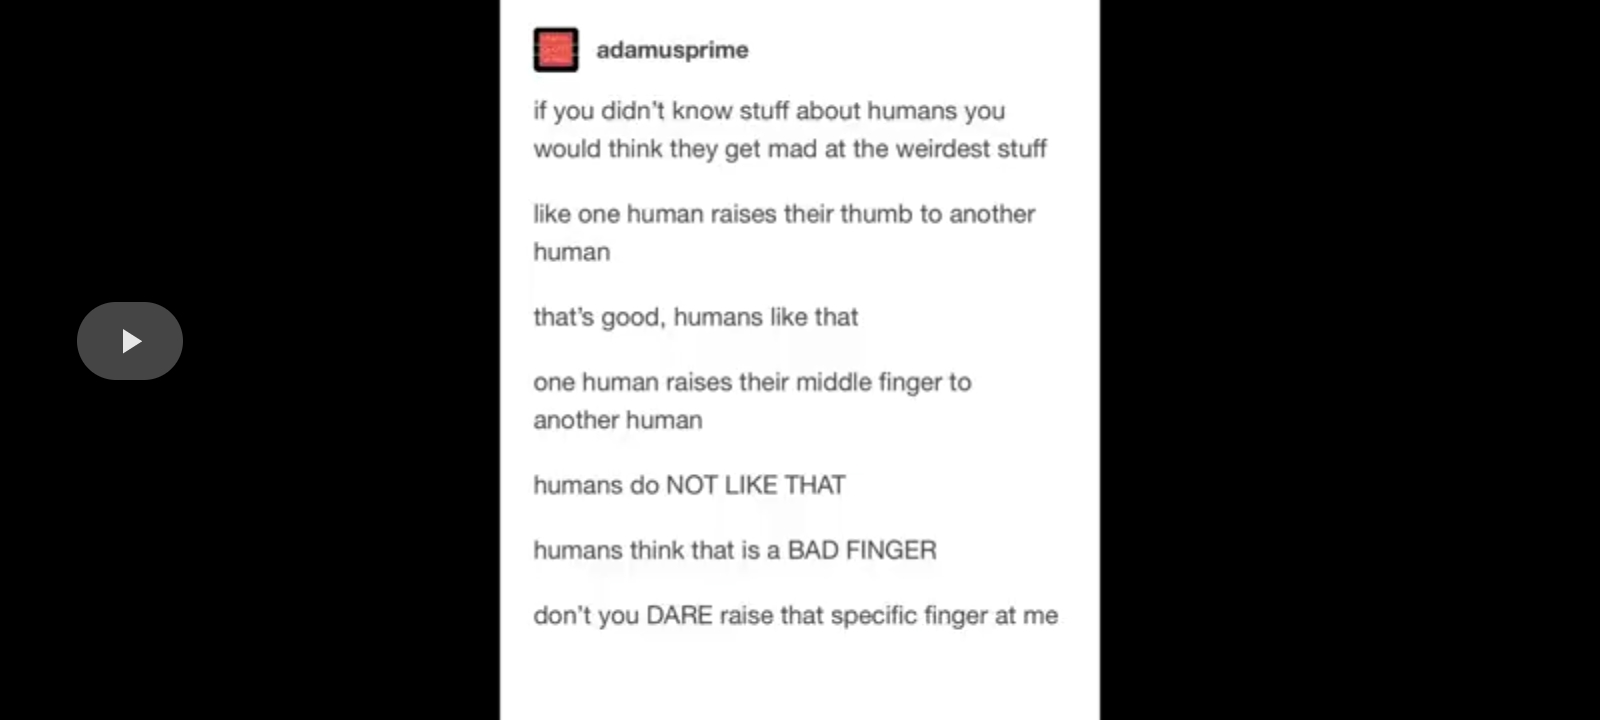 adamusprime
if you didn't know stuff about humans you
would think they get mad at the weirdest stuff
like one human raises their thumb to another
human
that's good, humans like that
one human raises their middle finger to
another human
humans do NOT LIKE THAT
humans think that is a BAD FINGER
don't you DARE raise that specific finger at me